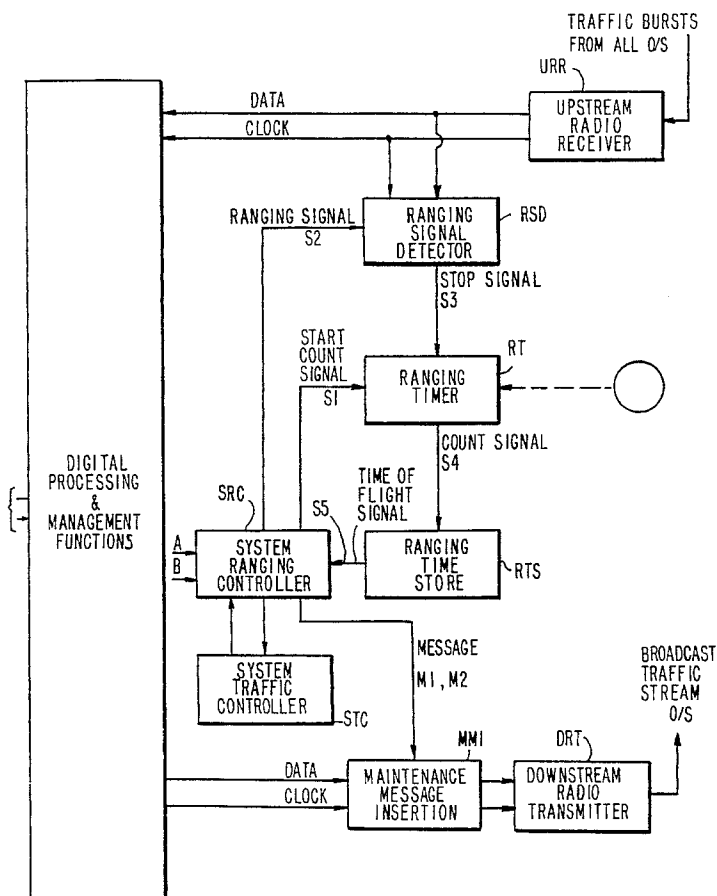 TRAFFIC BURSTS
FROM ALL O/S
URR
DATA
CLOCK
UPSTREAM
RADIO
RECEIVER
RANGING SIGNAL
S2
RANGING
SIGNAL
DETECTOR
RSD
STOP SIGNAL
S3
START
COUNT
SIGNAL
S1
RT
RANGING
TIMER
COUNT SIGNAL
S4
DIGITAL
PROCESSING
&
MANAGEMENT
FUNCTIONS
TIME OF
FLIGHT
SIGNAL
S5
SRC
A
B
SYSTEM
RANGING
CONTROLLER
RANGING
TIME
STORE
RTS
MESSAGE
M1, M2
SYSTEM
TRAFFIC
CONTROLLER
STC
BROADCAST
TRAFFIC
STREAM
O/S
MM1
DRT
DATA
CLOCK
MAINTENANCE
MESSAGE
INSERTION
DOWNSTREAM
RADIO
TRANSMITTER